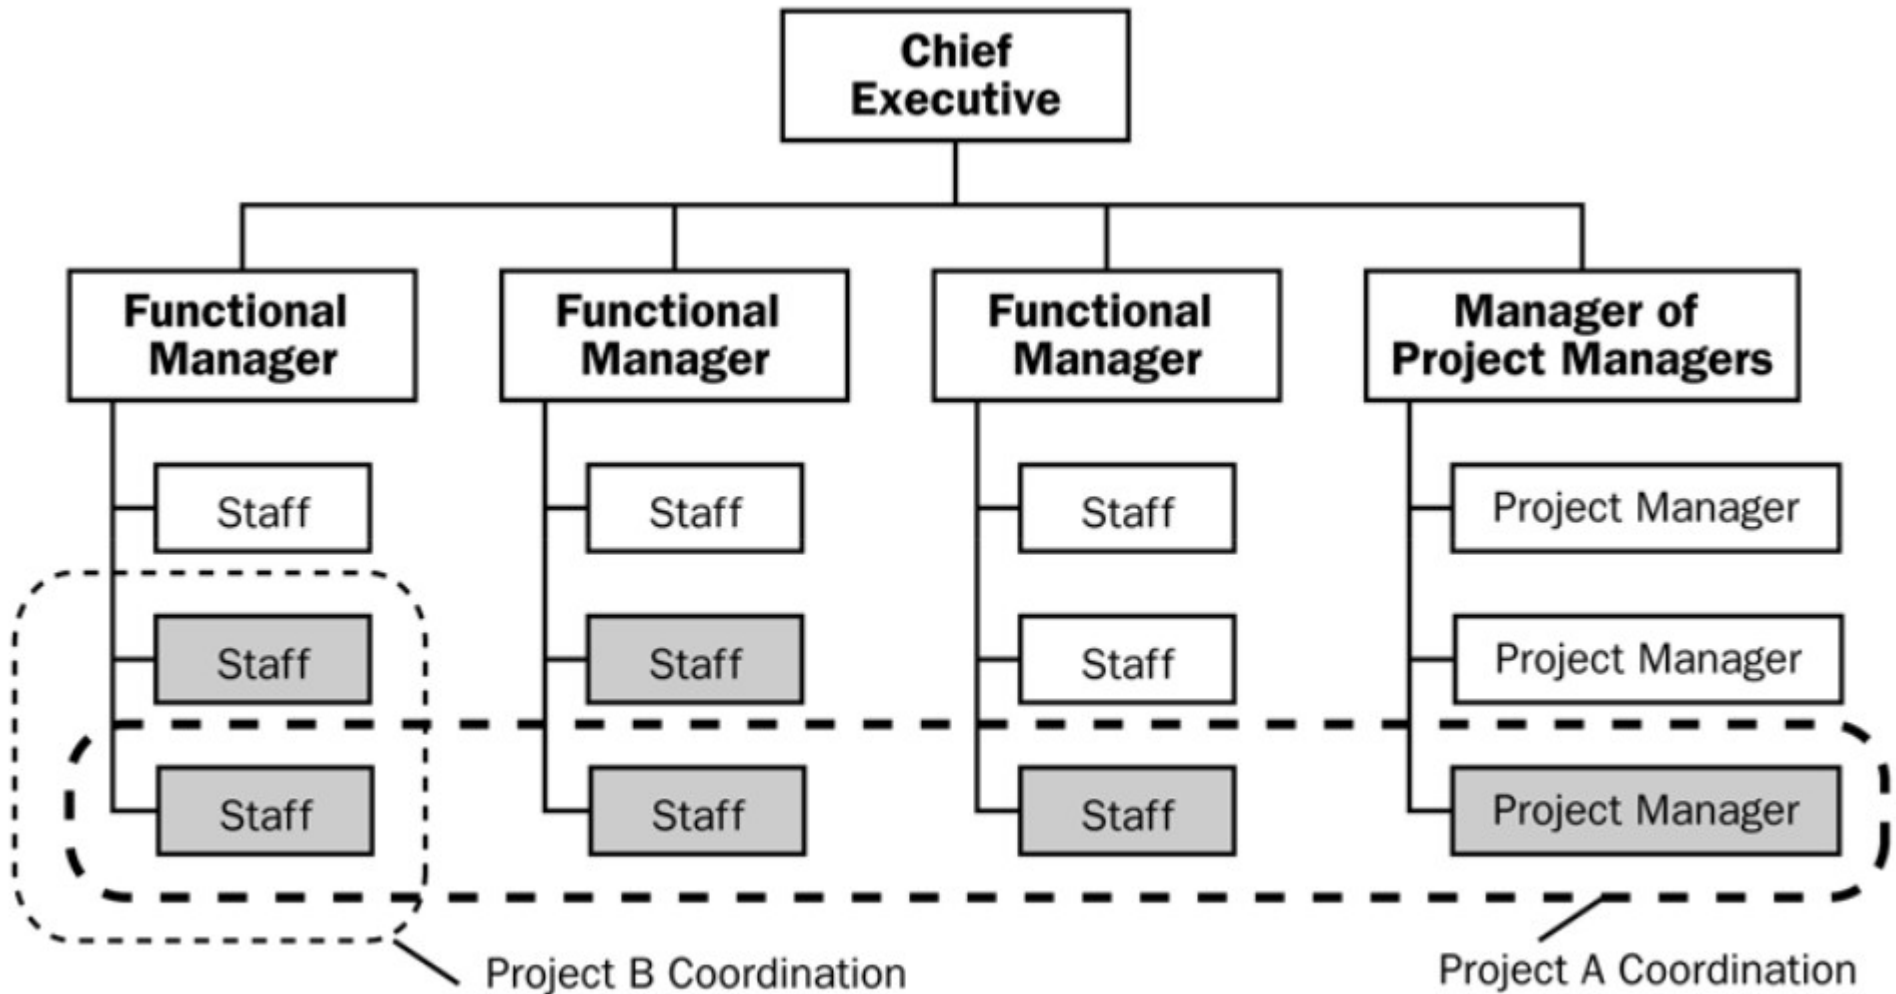 Chief
Executive
Functional
Manager
Functional
Manager
Functional
Manager
Manager of
Project Managers
Staff
Staff
Staff
Project Manager
Staff
Staff
Staff
Project Manager
Staff
Staff
Staff
Project Manager
Project B Coordination
Project A Coordination